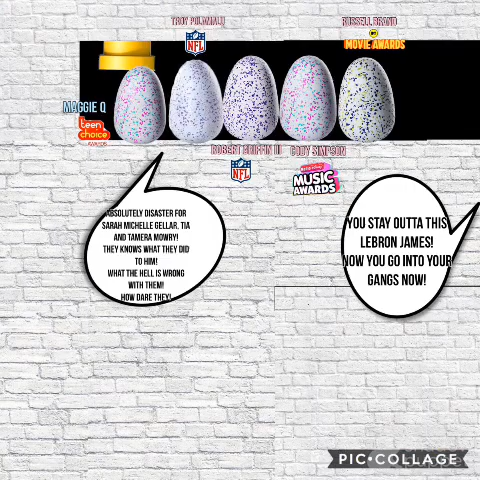 TROY POLAMALU
NFL
RUSSELL BRAND
MTV
MOVIE AWARDS
MAGGIE Q
teen
choice
AWARDS
ROBERT GRIFFIN III
NFL
CODY SIMPSON
MUSIC
AWARDS
ABSOLUTELY DISASTER FOR
SARAH MICHELLE GELLAR, TIA
AND TAMERA MOWRY!
THEY KNOWS WHAT THEY DID
TO HIM!
WHAT THE HELL IS WRONG
WITH THEM!
HOW DARE THEY!
YOU STAY OUTTA THIS
LEBRON JAMES!
NOW YOU GO INTO YOUR
GANGS NOW!
PIC•COLLAGE